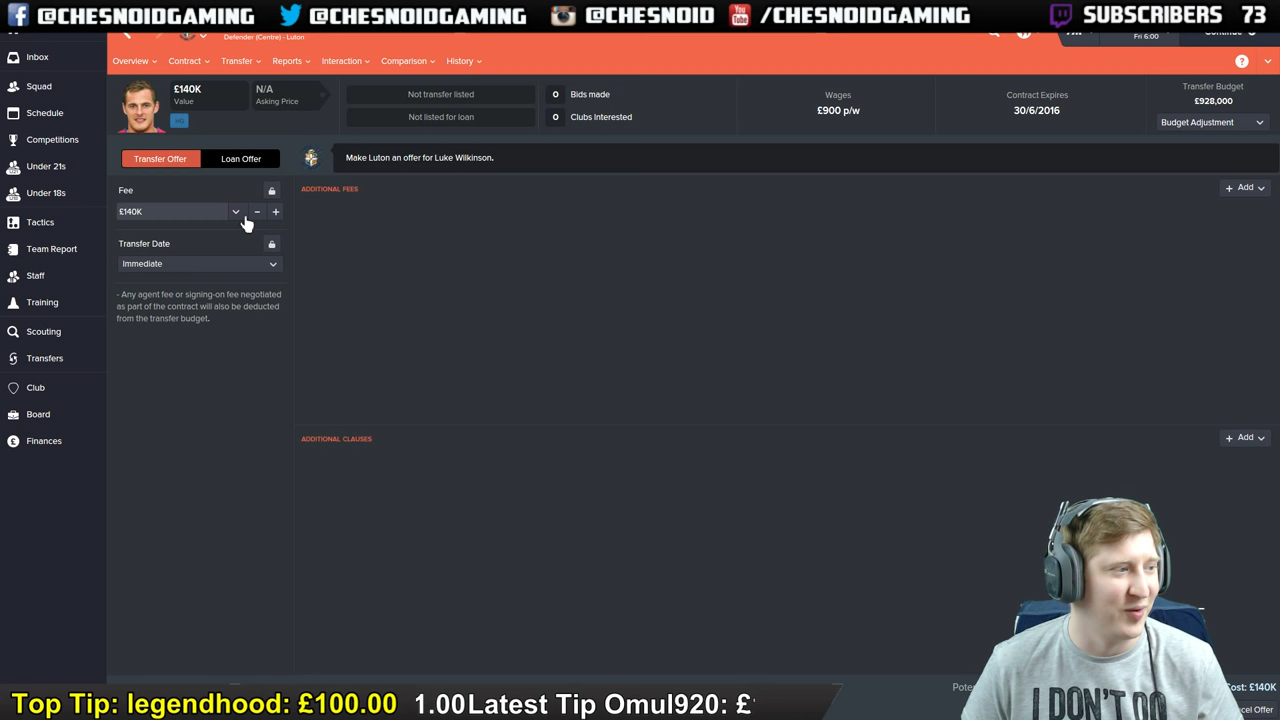 @CHESNOIDGAMING @CHESNOIDGAMING @CHESNOID /CHESNOIDGAMING SUBSCRIBERS 73
Defender (Centre) - Luton
Fri 6:00
Inbox
Squad
Schedule
Competitions
Under 21s
Under 18s
Tactics
Team Report
Staff
Training
Scouting
Transfers
Club
Board
Finances
Overview Contract Transfer Reports Interaction Comparison History
£140K
Value
N/A
Asking Price
Not transfer listed
Not listed for loan
0 Bids made
0 Clubs Interested
Wages
£900 p/w
Contract Expires
30/6/2016
Transfer Budget
£928,000
Budget Adjustment
Transfer Offer Loan Offer
Make Luton an offer for Luke Wilkinson.
Fee
£140K
Transfer Date
Immediate
- Any agent fee or signing-on fee negotiated
as part of the contract will also be deducted
from the transfer budget.
ADDITIONAL FEES
+ Add
ADDITIONAL CLAUSES
+ Add
Cost: £140K
Offer
I DON'T DO
Top Tip: legendhood: £100.00 1.00Latest Tip Omul920: £